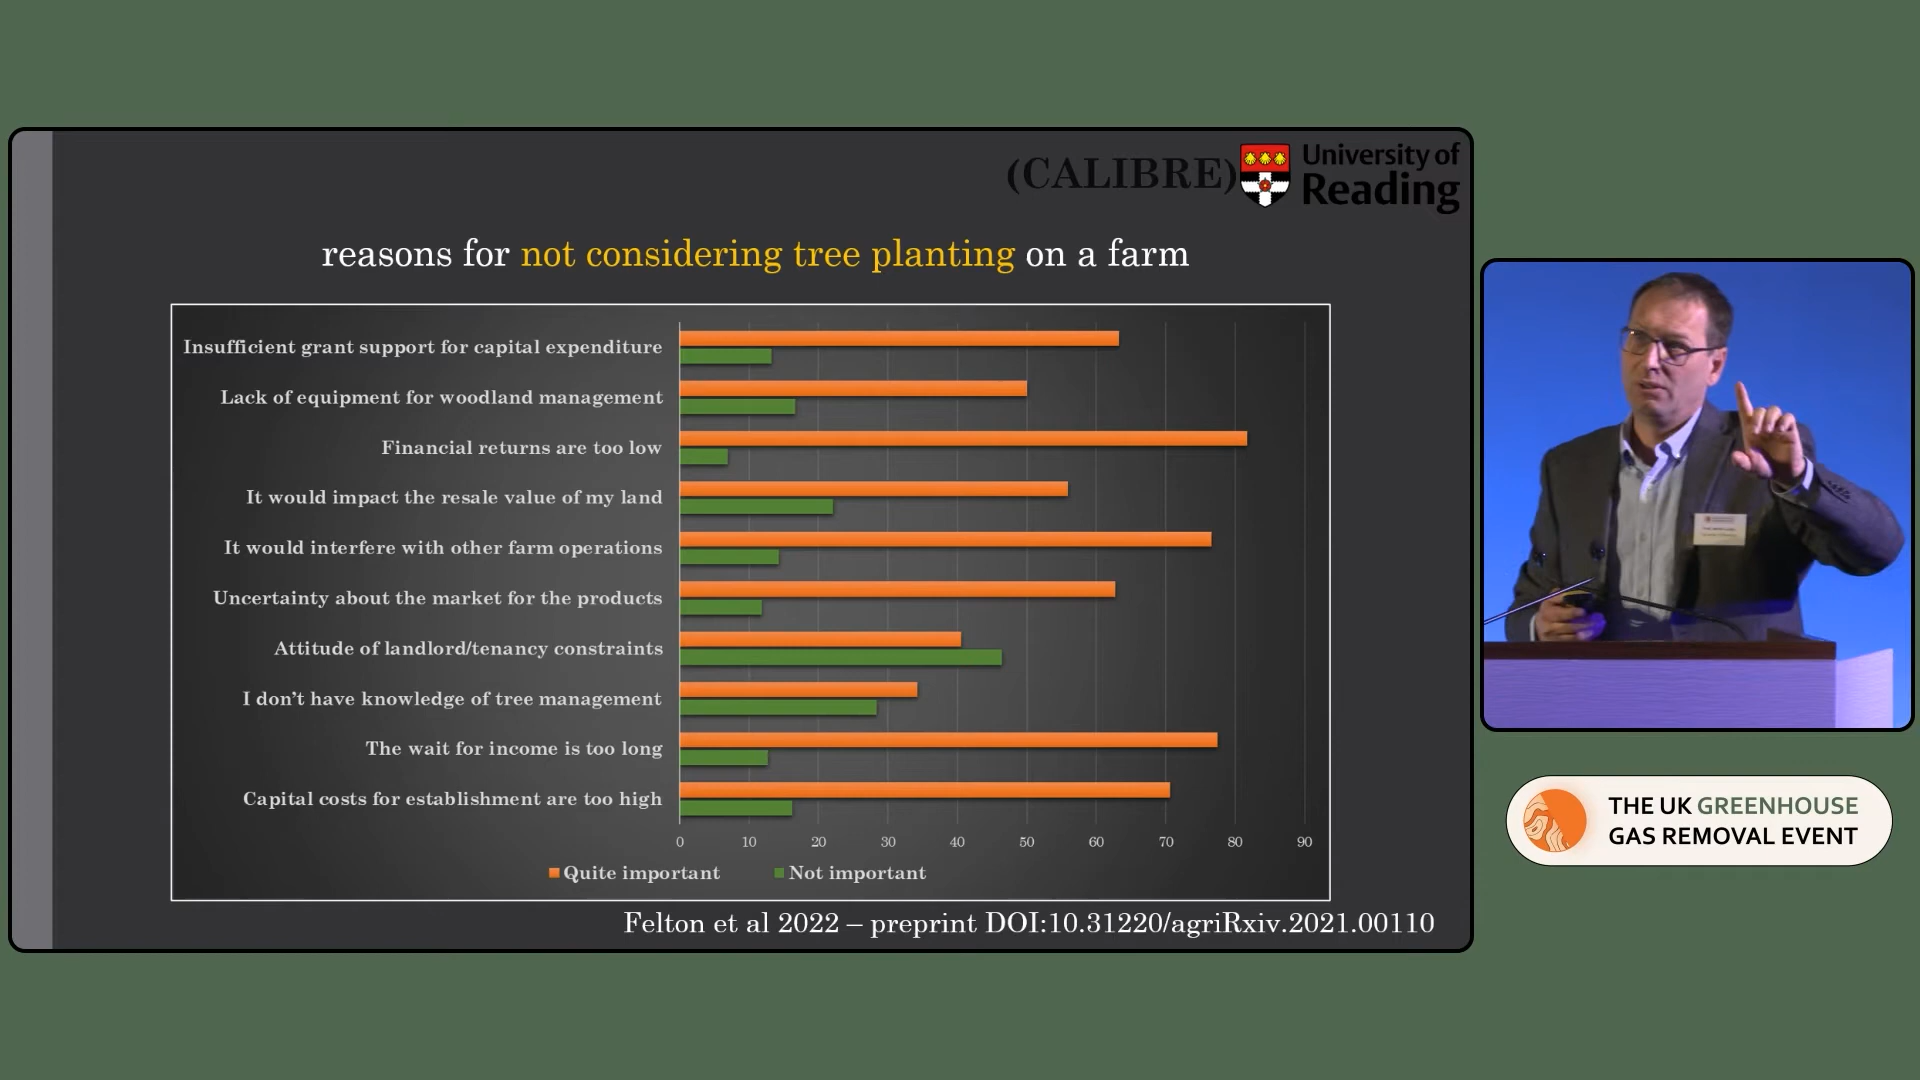 (CALIBRE)
University of
Reading
reasons for not considering tree planting on a farm
Insufficient grant support for capital expenditure
Lack of equipment for woodland management
Financial returns are too low
It would impact the resale value of my land
It would interfere with other farm operations
Uncertainty about the market for the products
Attitude of landlord/tenancy constraints
I don’t have knowledge of tree management
The wait for income is too long
Capital costs for establishment are too high
0 10 20 30 40 50 60 70 80 90
Quite important Not important
Felton et al 2022 – preprint DOI:10.31220/agriRxiv.2021.00110
THE UK GREENHOUSE
GAS REMOVAL EVENT